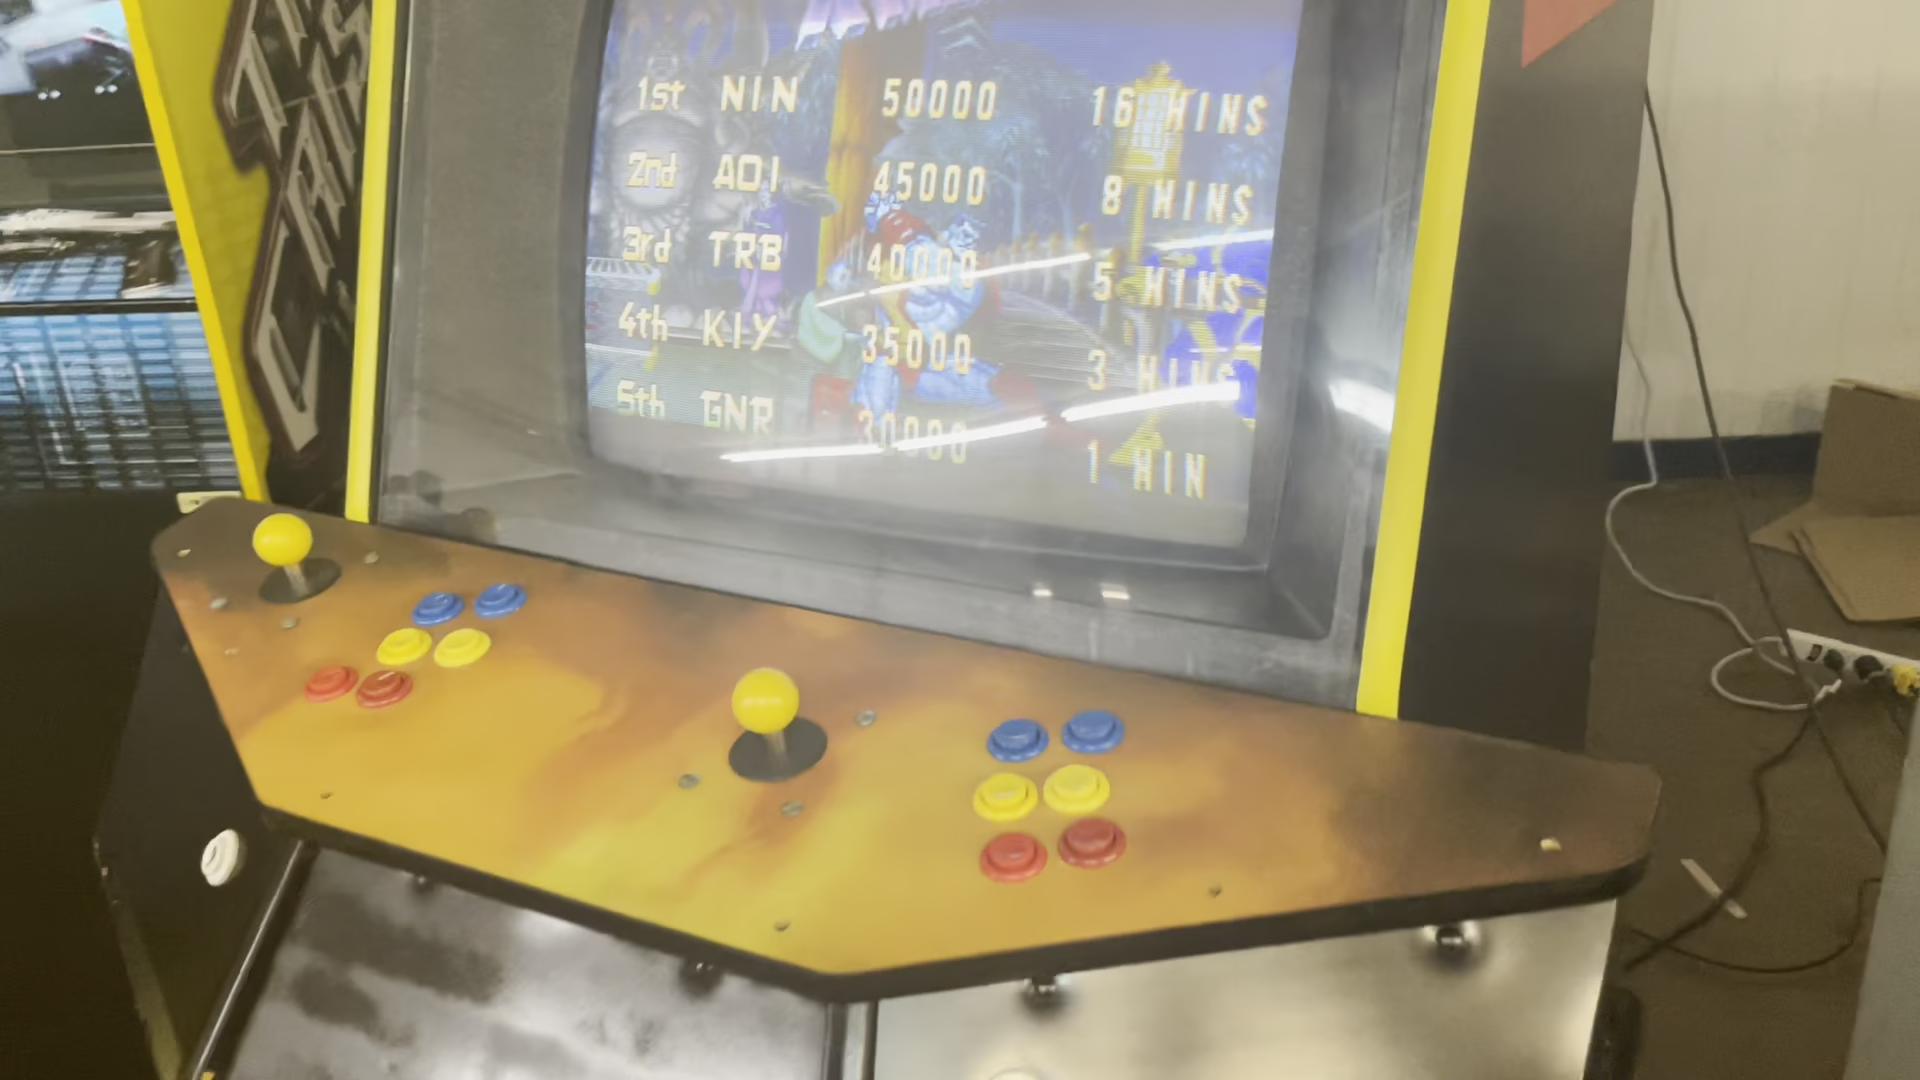 1st NIN 50000 16 WINS
2nd AOI 45000 8 WINS
3rd TRB 40000 5 WINS
4th KIY 35000 3 WINS
5th GNR 30000 1 WIN